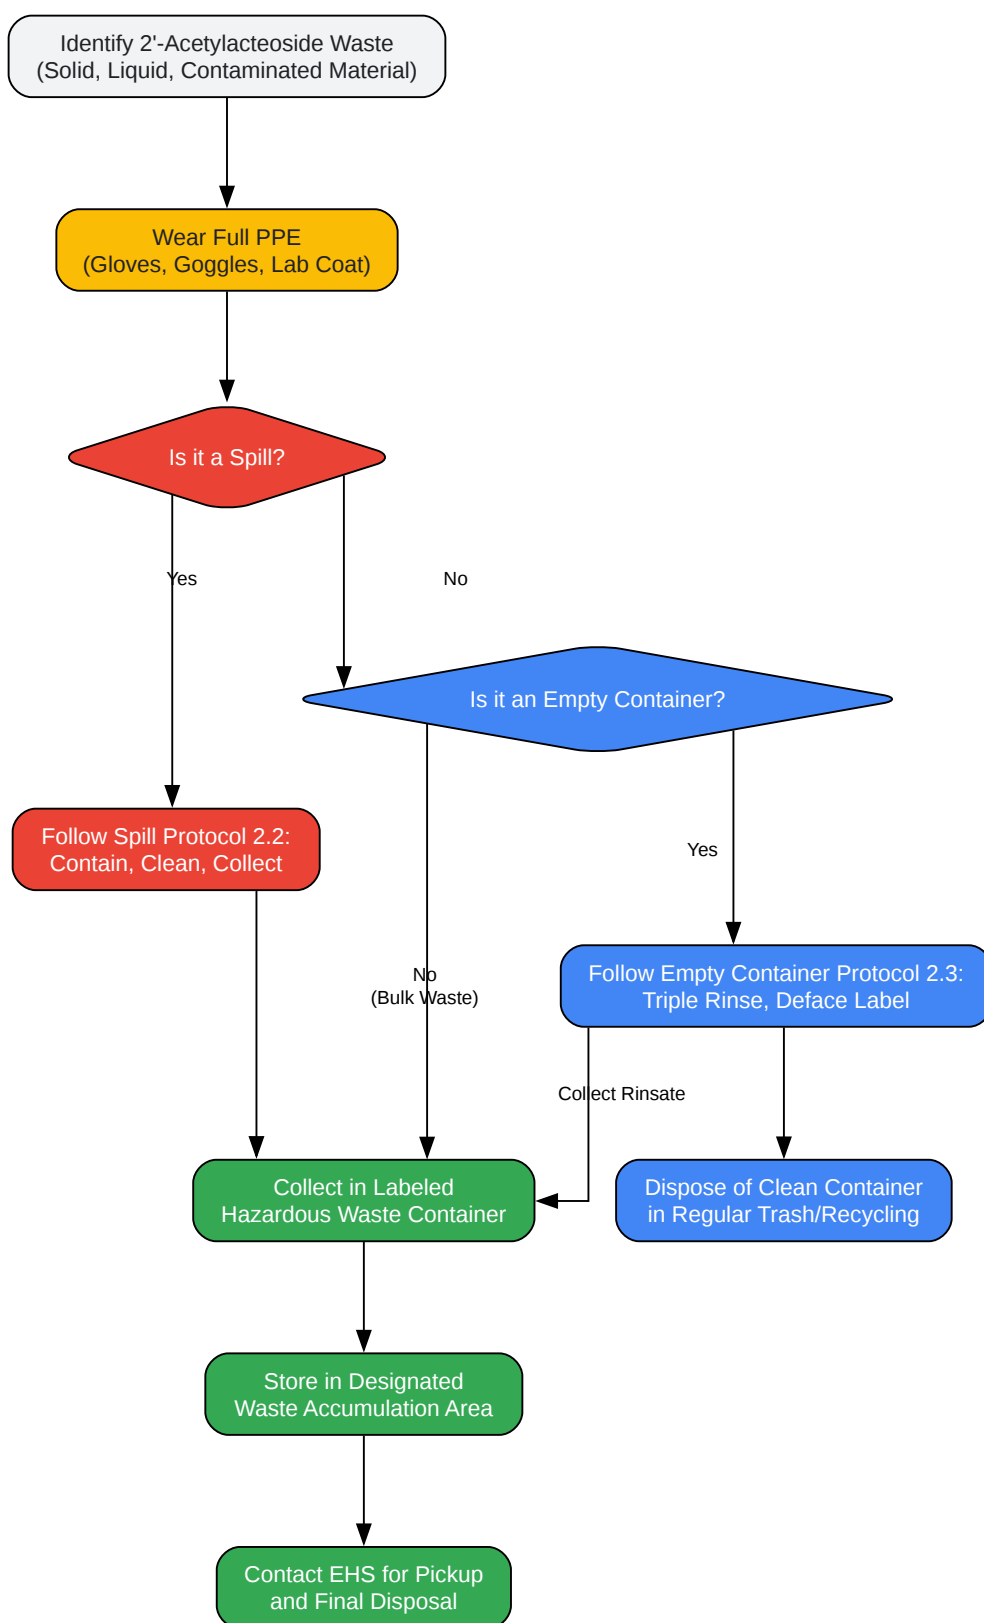 Identify 2'-Acetylacteoside Waste
(Solid, Liquid, Contaminated Material)
Wear Full PPE
(Gloves, Goggles, Lab Coat)
Is it a Spill?
Yes
No
Is it an Empty Container?
Follow Spill Protocol 2.2:
Contain, Clean, Collect
Yes
No
(Bulk Waste)
Follow Empty Container Protocol 2.3:
Triple Rinse, Deface Label
Collect Rinsate
Collect in Labeled
Hazardous Waste Container
Dispose of Clean Container
in Regular Trash/Recycling
Store in Designated
Waste Accumulation Area
Contact EHS for Pickup
and Final Disposal